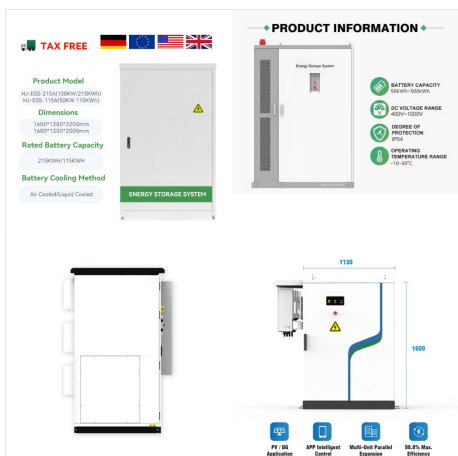 TAX FREE
Product Model
HJ-ESS-215A(100KW/215KWh)
HJ-ESS-115A(50KW 115KWh)
Dimensions
1600*1280*2200mm
1600*1200*2000mm
Rated Battery Capacity
215KWH/115KWH
Battery Cooling Method
Air Cooled/Liquid Cooled
ENERGY STORAGE SYSTEM
PRODUCT INFORMATION
Energy Storage System
BATTERY CAPACITY
50kWh~500kWh
DC VOLTAGE RANGE
400V~1000V
DEGREE OF
PROTECTION
IP54
OPERATING
TEMPERATURE RANGE
-10~50°C
1130
1600
PV / DG
Application
APP Intelligent
Control
Multi-Unit Parallel
Expansion
98.8% Max.
Efficiency